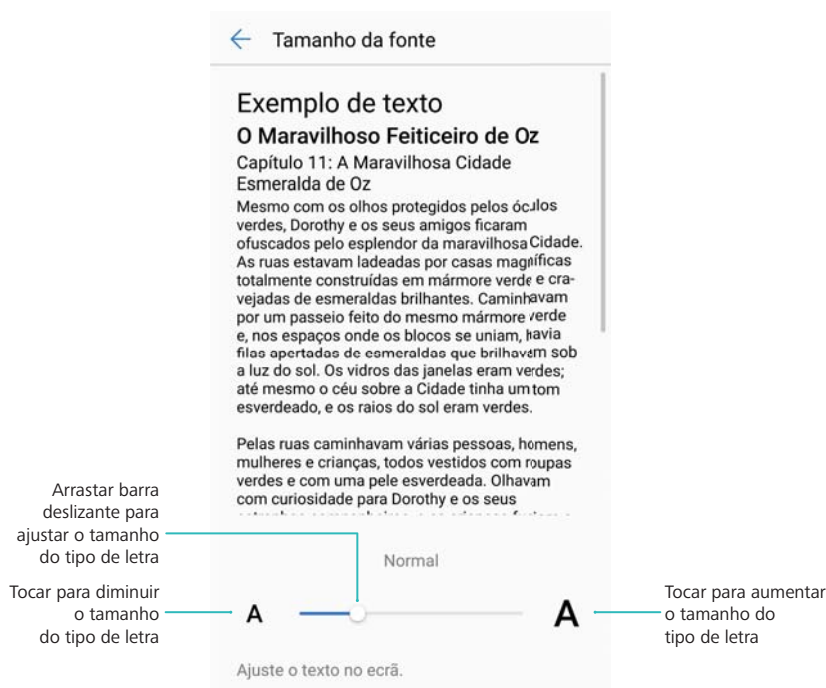 Tamanho da fonte
Exemplo de texto
O Maravilhoso Feiticeiro de Oz
Capítulo 11: A Maravilhosa Cidade
Esmeralda de Oz
Mesmo com os olhos protegidos pelos óculos
verdes, Dorothy e os seus amigos ficaram
ofuscados pelo esplendor da maravilhosa Cidade.
As ruas estavam ladeadas por casas magníficas
totalmente construídas em mármore verde e cra-
vejadas de esmeraldas brilhantes. Caminhavam
por um passeio feito do mesmo mármore verde
e, nos espaços onde os blocos se uniam, havia
filas apertadas de esmeraldas que brilhavam sob
a luz do sol. Os vidros das janelas eram verdes;
até mesmo o céu sobre a Cidade tinha um tom
esverdeado, e os raios do sol eram verdes.
Pelas ruas caminhavam várias pessoas, homens,
mulheres e crianças, todos vestidos com roupas
verdes e com uma pele esverdeada. Olhavam
com curiosidade para Dorothy e os seus
Arrastar barra
deslizante para
ajustar o tamanho
do tipo de letra
Normal
Tocar para diminuir
o tamanho
do tipo de letra
A
A
Tocar para aumentar
o tamanho do
tipo de letra
Ajuste o texto no ecrã.